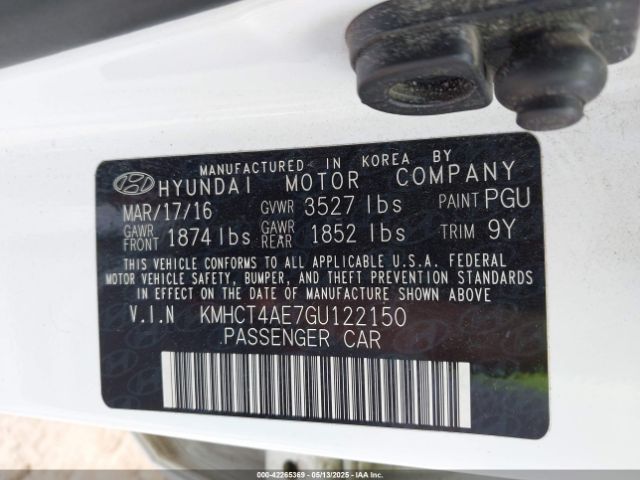 MANUFACTURED IN KOREA BY
HYUNDAI MOTOR COMPANY
MAR/17/16 GVWR 3527 lbs PAINT PGU
GAWR FRONT 1874 lbs GAWR REAR 1852 lbs TRIM 9Y
THIS VEHICLE CONFORMS TO ALL APPLICABLE U.S.A. FEDERAL
MOTOR VEHICLE SAFETY, BUMPER, AND THEFT PREVENTION STANDARDS
IN EFFECT ON THE DATE OF MANUFACTURE SHOWN ABOVE
V.I.N KMHCT4AE7GU122150
PASSENGER CAR
000-42265369 - 05/13/2025 - IAAI.COM